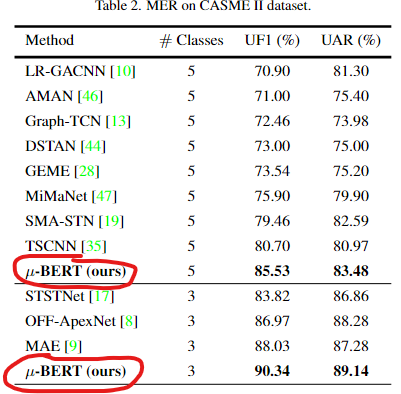 Table 2. MER on CASME II dataset.
Method # Classes UF1 (%) UAR (%)
LR-GACNN [10] 5 70.90 81.30
AMAN [46] 5 71.00 75.40
Graph-TCN [13] 5 72.46 73.98
DSTAN [44] 5 73.00 75.00
GEME [28] 5 73.54 75.20
MiMaNet [47] 5 75.90 79.90
SMA-STN [19] 5 79.46 82.59
TSCNN [35] 5 80.70 80.97
μ-BERT (ours) 5 85.53 83.48
STSTNet [17] 3 83.82 86.86
OFF-ApexNet [8] 3 86.97 88.28
MAE [9] 3 88.03 87.28
μ-BERT (ours) 3 90.34 89.14